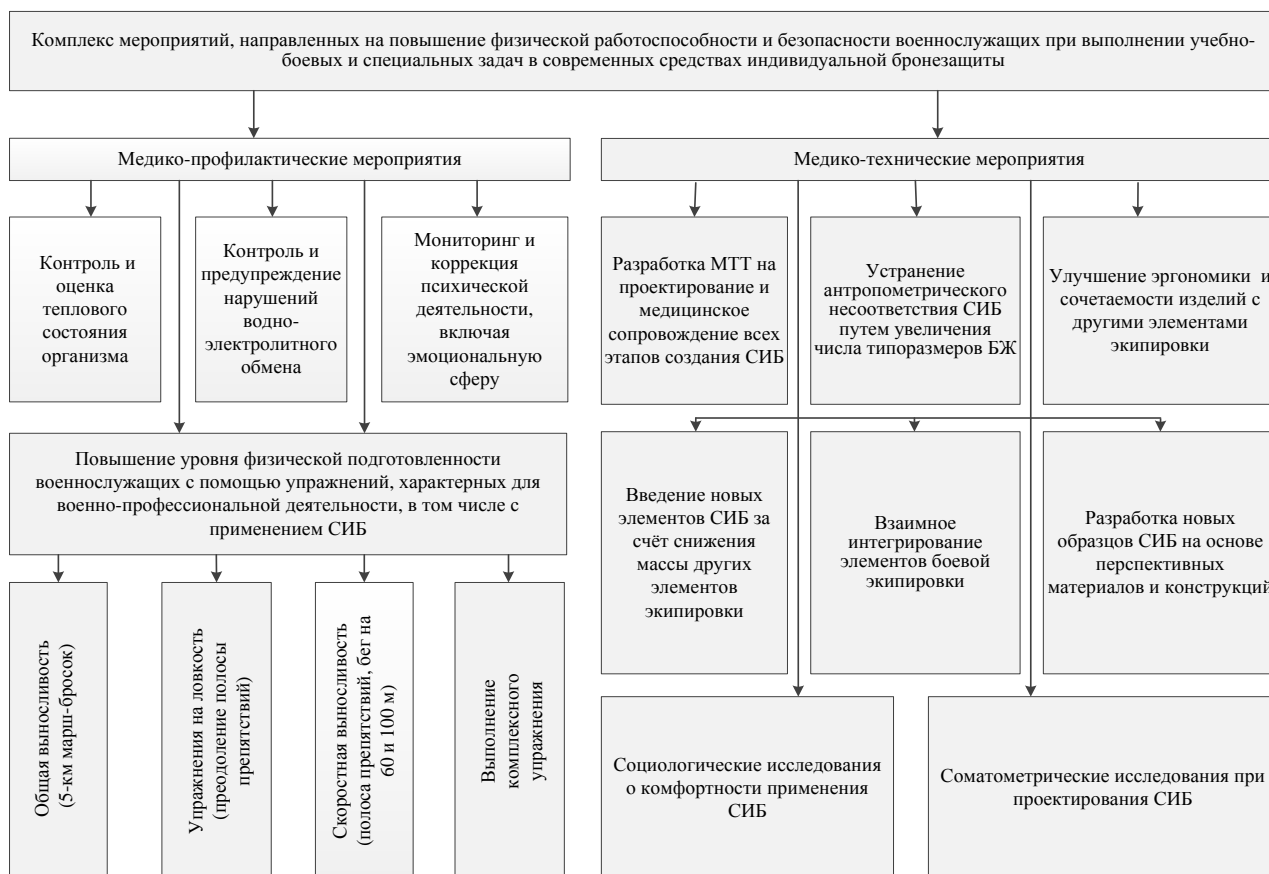 Комплекс мероприятий, направленных на повышение физической работоспособности и безопасности военнослужащих при выполнении учебно-
боевых и специальных задач в современных средствах индивидуальной бронезащиты
Медико-профилактические мероприятия
Контроль и
оценка
теплового
состояния
организма
Контроль и
предупреждение
нарушений
водно-
электролитного
обмена
Мониторинг и
коррекция
психической
деятельности,
включая
эмоциональную
сферу
Повышение уровня физической подготовленности
военнослужащих с помощью упражнений, характерных для
военно-профессиональной деятельности, в том числе с
применением СИБ
Общая выносливость
(5-км марш-бросок)
Упражнения на ловкость
(преодоление полосы
препятствий)
Скоростная выносливость
(полоса препятствий, бег на
60 и 100 м)
Выполнение
комплексного
упражнения
Медико-технические мероприятия
Разработка МТТ на
проектирование и
медицинское
сопровождение всех
этапов создания СИБ
Устранение
антропометрического
несоответствия СИБ
путем увеличения
числа типоразмеров БЖ
Улучшение эргономики и
сочетаемости изделий с
другими элементами
экипировки
Введение новых
элементов СИБ за
счёт снижения
массы других
элементов
экипировки
Взаимное
интегрирование
элементов боевой
экипировки
Разработка новых
образцов СИБ на основе
перспективных
материалов и конструкций
Социологические исследования
о комфортности применения
СИБ
Соматометрические исследования при
проектирования СИБ